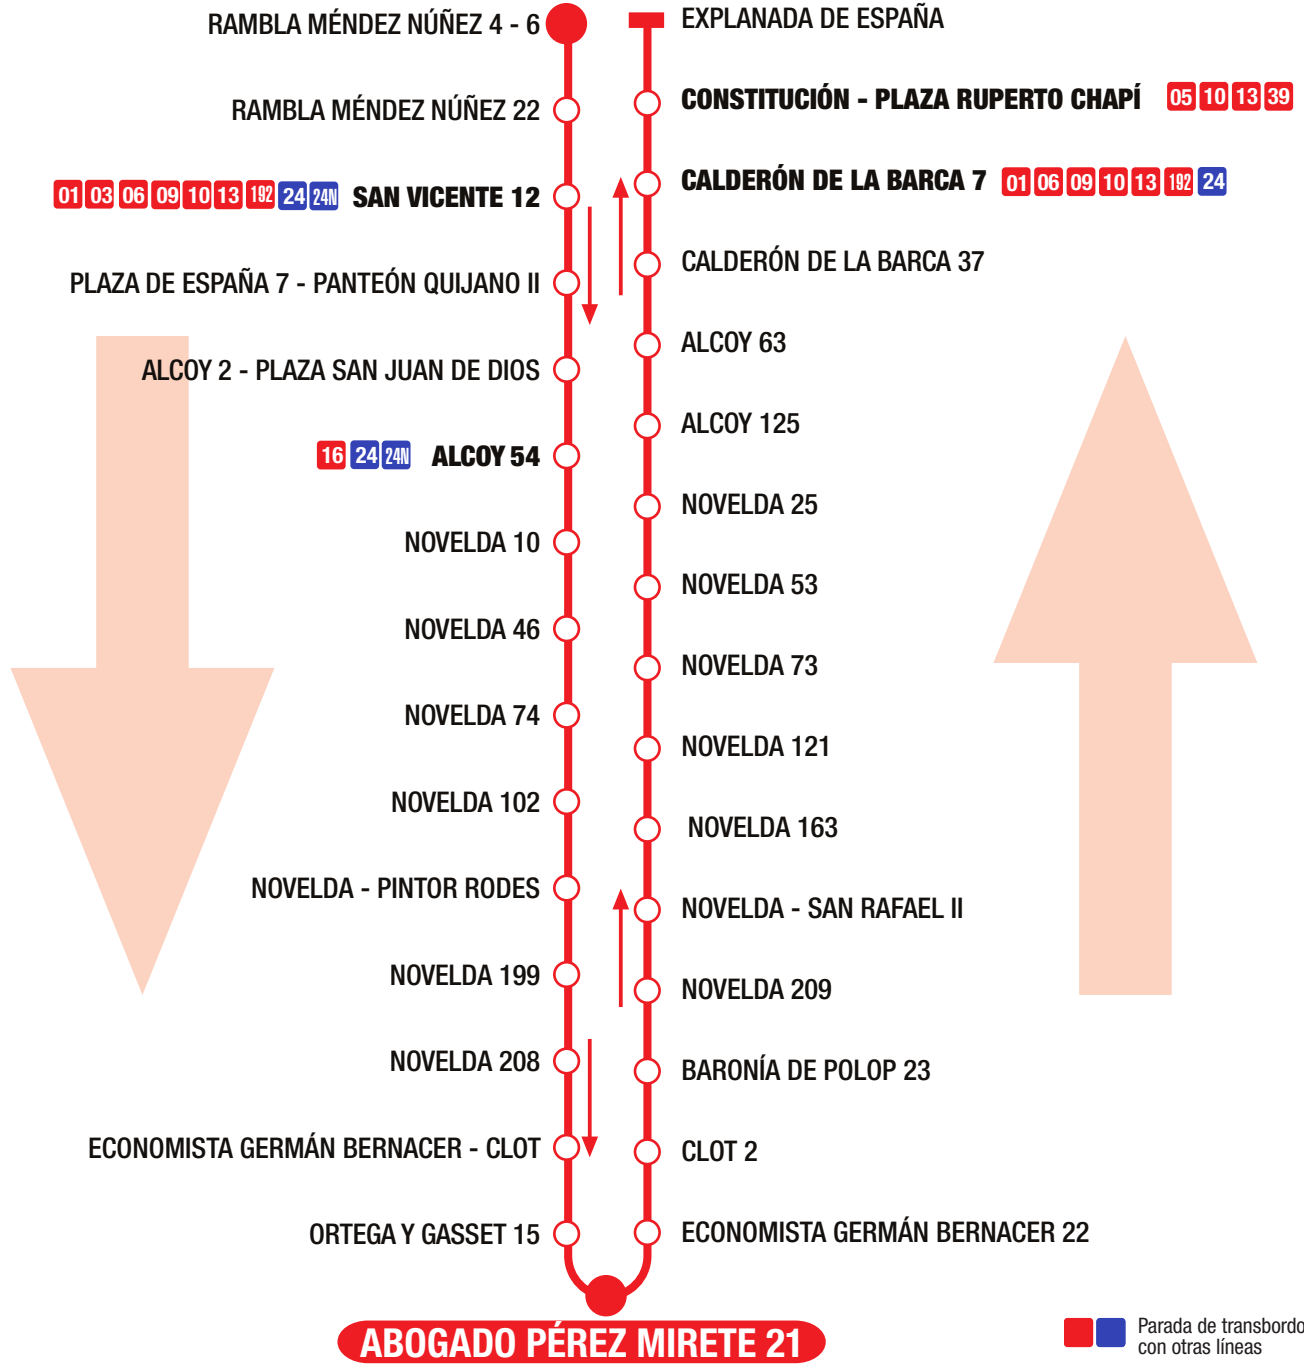 RAMBLA MÉNDEZ NÚÑEZ 4 - 6
RAMBLA MÉNDEZ NÚÑEZ 22
01 03 06 09 10 13 192 24 24N SAN VICENTE 12
PLAZA DE ESPAÑA 7 - PANTEÓN QUIJANO II
ALCOY 2 - PLAZA SAN JUAN DE DIOS
16 24 24N ALCOY 54
NOVELDA 10
NOVELDA 46
NOVELDA 74
NOVELDA 102
NOVELDA - PINTOR RODES
NOVELDA 199
NOVELDA 208
ECONOMISTA GERMÁN BERNACER - CLOT
ORTEGA Y GASSET 15
EXPLANADA DE ESPAÑA
CONSTITUCIÓN - PLAZA RUPERTO CHAPÍ 05 10 13 39
CALDERÓN DE LA BARCA 7 01 06 09 10 13 192 24
CALDERÓN DE LA BARCA 37
ALCOY 63
ALCOY 125
NOVELDA 25
NOVELDA 53
NOVELDA 73
NOVELDA 121
NOVELDA 163
NOVELDA - SAN RAFAEL II
NOVELDA 209
BARONÍA DE POLOP 23
CLOT 2
ECONOMISTA GERMÁN BERNACER 22
ABOGADO PÉREZ MIRETE 21
Parada de transbordo
con otras líneas